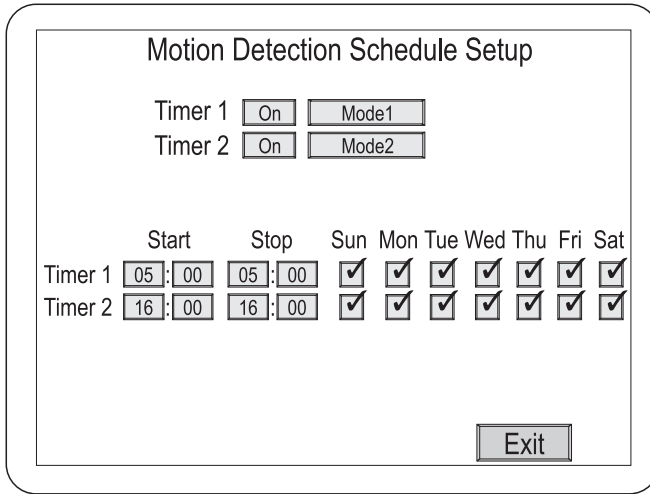 Motion Detection Schedule Setup
Timer 1 On Mode1
Timer 2 On Mode2
Start Stop Sun Mon Tue Wed Thu Fri Sat
Timer 1 05 : 00 05 : 00
Timer 2 16 : 00 16 : 00
Exit